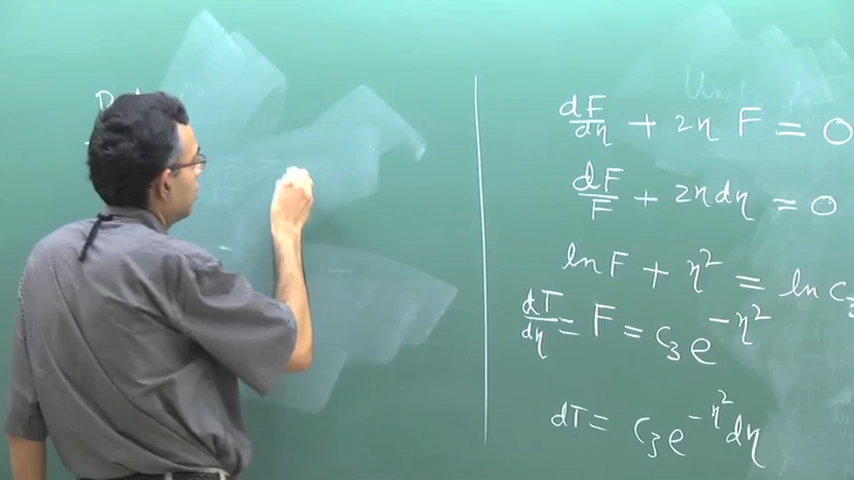 dF/dη + 2η F = 0
dF/F + 2η dη = 0
ln F + η² = ln c₃
dT/dη = F = c₃ e^(-η²)
dT = c₃ e^(-η²) dη